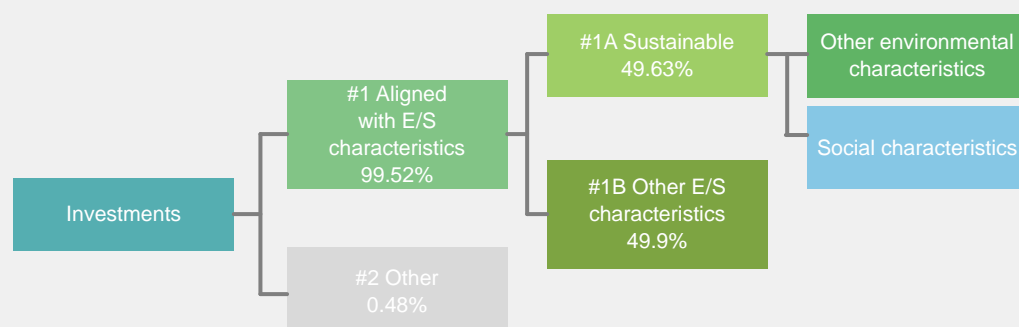 Investments
#1 Aligned
with E/S
characteristics
99.52%
#2 Other
0.48%
#1A Sustainable
49.63%
#1B Other E/S
characteristics
49.9%
Other environmental
characteristics
Social characteristics